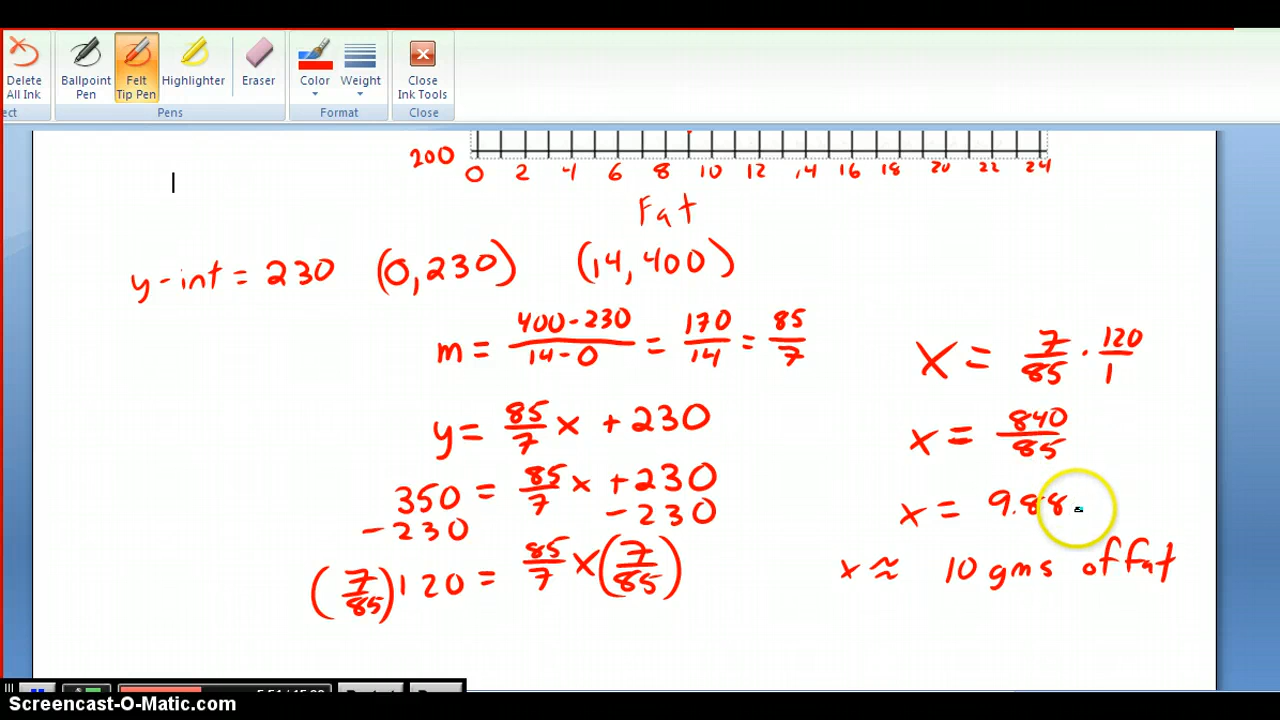 Delete
All Ink
Ballpoint
Pen
Felt
Tip Pen
Highlighter
Eraser
Color
Weight
Close
Ink Tools
ect
Pens
Format
Close
200
0 2 4 6 8 10 12 14 16 18 20 22 24
Fat
y-int = 230 (0,230) (14,400)
m = 400-230/14-0 = 170/14 = 85/7
y = 85/7 x + 230
350 = 85/7 x + 230
-230 -230
(7/85) 120 = 85/7 x (7/85)
x = 7/85 · 120/1
x = 840/85
x = 9.88
x ≈ 10 gms of fat
Screencast-O-Matic.com